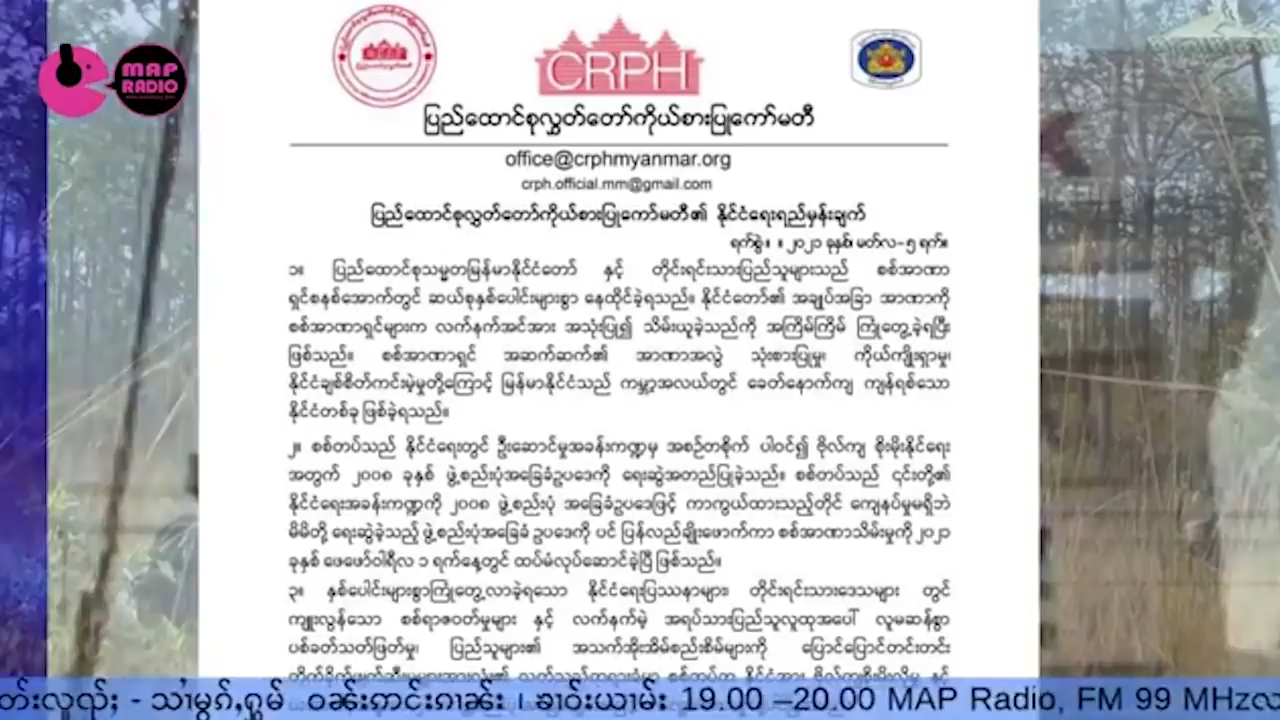 MAP
RADIO
CRPH
ပြည်ထောင်စုလွှတ်တော်ကိုယ်စားပြုကော်မတီ
office@crphmyanmar.org
crph.official.mm@gmail.com
ပြည်ထောင်စုလွှတ်တော်ကိုယ်စားပြုကော်မတီ၏ နိုင်ငံရေးရည်မှန်းချက်
ရက်စွဲ။ ။ ၂၀၂၁ ခုနှစ်၊ မတ်လ-၅ ရက်။
၁။ ပြည်ထောင်စုသမ္မတမြန်မာနိုင်ငံတော် နှင့် တိုင်းရင်းသားပြည်သူများသည် စစ်အာဏာ
ရှင်စနစ်အောက်တွင် ဆယ်စုနှစ်ပေါင်းများစွာ နေထိုင်ခဲ့ရသည်။ နိုင်ငံတော်၏ အချုပ်အခြာ အာဏာကို
စစ်အာဏာရှင်များက လက်နက်အင်အား အသုံးပြု၍ သိမ်းယူခဲ့သည်ကို အကြိမ်ကြိမ် ကြုံတွေ့ခဲ့ရပြီး
ဖြစ်သည်။ စစ်အာဏာရှင် အဆက်ဆက်၏ အာဏာအလွဲ သုံးစားပြုမှု၊ ကိုယ်ကျိုးရှာမှု၊
နိုင်ငံချစ်စိတ်ကင်းမဲ့မှုတို့ကြောင့် မြန်မာနိုင်ငံသည် ကမ္ဘာ့အလယ်တွင် ခေတ်နောက်ကျ ကျန်ရစ်သော
နိုင်ငံတစ်ခု ဖြစ်ခဲ့ရသည်။
၂။ စစ်တပ်သည် နိုင်ငံရေးတွင် ဦးဆောင်မှုအခန်းကဏ္ဍမှ အစဉ်တစိုက် ပါဝင်၍ ဗိုလ်ကျ စိုးမိုးနိုင်ရေး
အတွက် ၂၀၀၈ ခုနှစ် ဖွဲ့စည်းပုံအခြေခံဥပဒေကို ရေးဆွဲအတည်ပြုခဲ့သည်။ စစ်တပ်သည် ၎င်းတို့၏
နိုင်ငံရေးအခန်းကဏ္ဍကို ၂၀၀၈ ဖွဲ့စည်းပုံ အခြေခံဥပဒေဖြင့် ကာကွယ်ထားသည့်တိုင် ကျေနပ်မှုမရှိဘဲ
မိမိတို့ ရေးဆွဲခဲ့သည့် ဖွဲ့စည်းပုံအခြေခံ ဥပဒေကို ပင် ပြန်လည်ချိုးဖောက်ကာ စစ်အာဏာသိမ်းမှုကို ၂၀၂၁
ခုနှစ် ဖေဖော်ဝါရီလ ၁ ရက်နေ့တွင် ထပ်မံလုပ်ဆောင်ခဲ့ပြီ ဖြစ်သည်။
၃။ နှစ်ပေါင်းများစွာကြုံတွေ့လာခဲ့ရသော နိုင်ငံရေးပြဿနာများ၊ တိုင်းရင်းသားဒေသများ တွင်
ကျူးလွန်သော စစ်ရာဇဝတ်မှုများ နှင့် လက်နက်မဲ့ အရပ်သားပြည်သူလူထုအပေါ် လူမဆန်စွာ
ပစ်ခတ်သတ်ဖြတ်မှု၊ ပြည်သူများ၏ အသက်အိုးအိမ်စည်းစိမ်များကို ပြောင်ပြောင်တင်းတင်း
19.00 –20.00 MAP Radio, FM 99 MHz